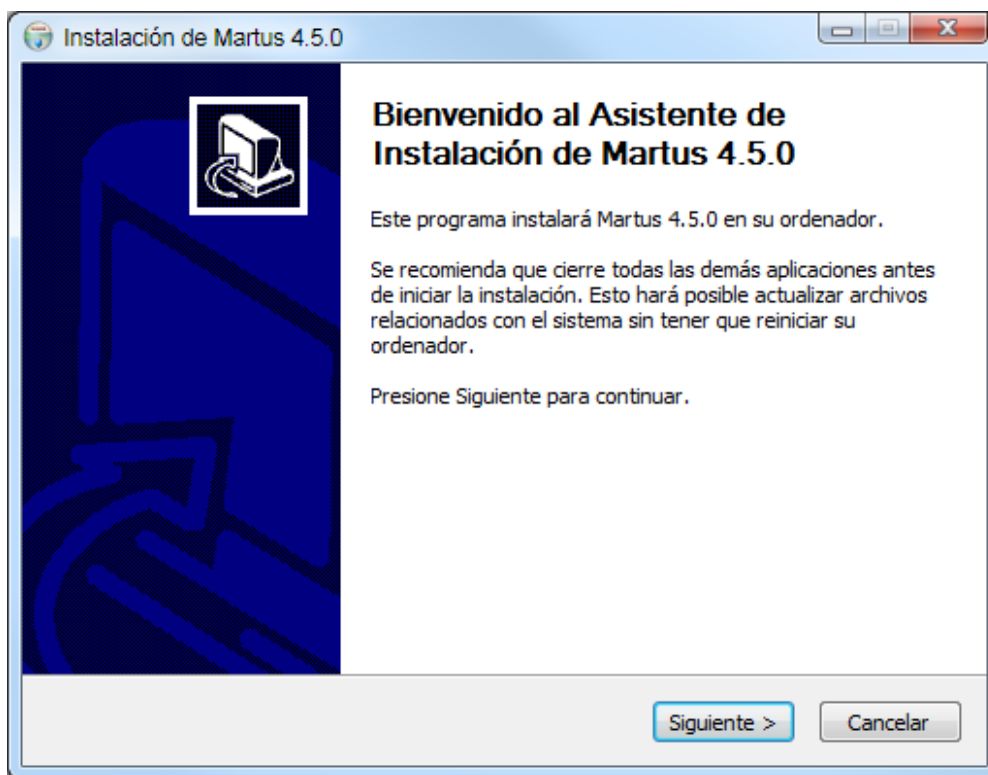 Instalación de Martus 4.5.0
Bienvenido al Asistente de
Instalación de Martus 4.5.0
Este programa instalará Martus 4.5.0 en su ordenador.
Se recomienda que cierre todas las demás aplicaciones antes
de iniciar la instalación. Esto hará posible actualizar archivos
relacionados con el sistema sin tener que reiniciar su
ordenador.
Presione Siguiente para continuar.
Siguiente >
Cancelar